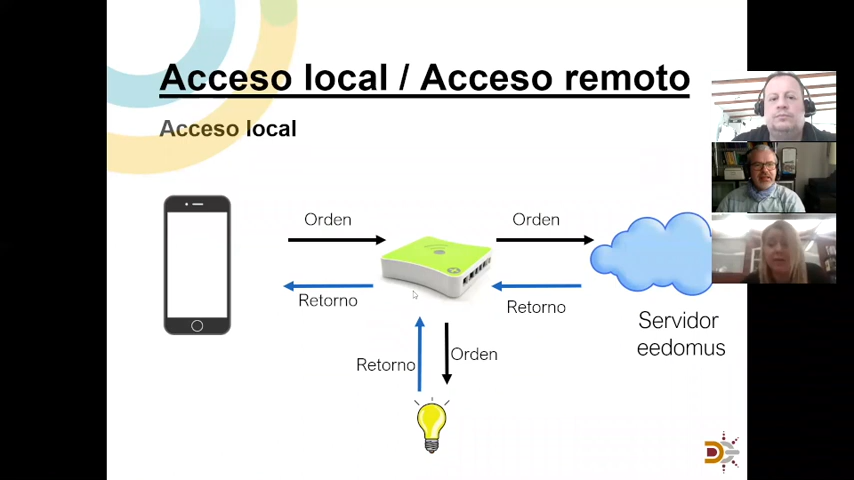 Acceso local / Acceso remoto
Acceso local
Orden
Orden
Retorno
Retorno
Servidor
eedomus
Retorno
Orden